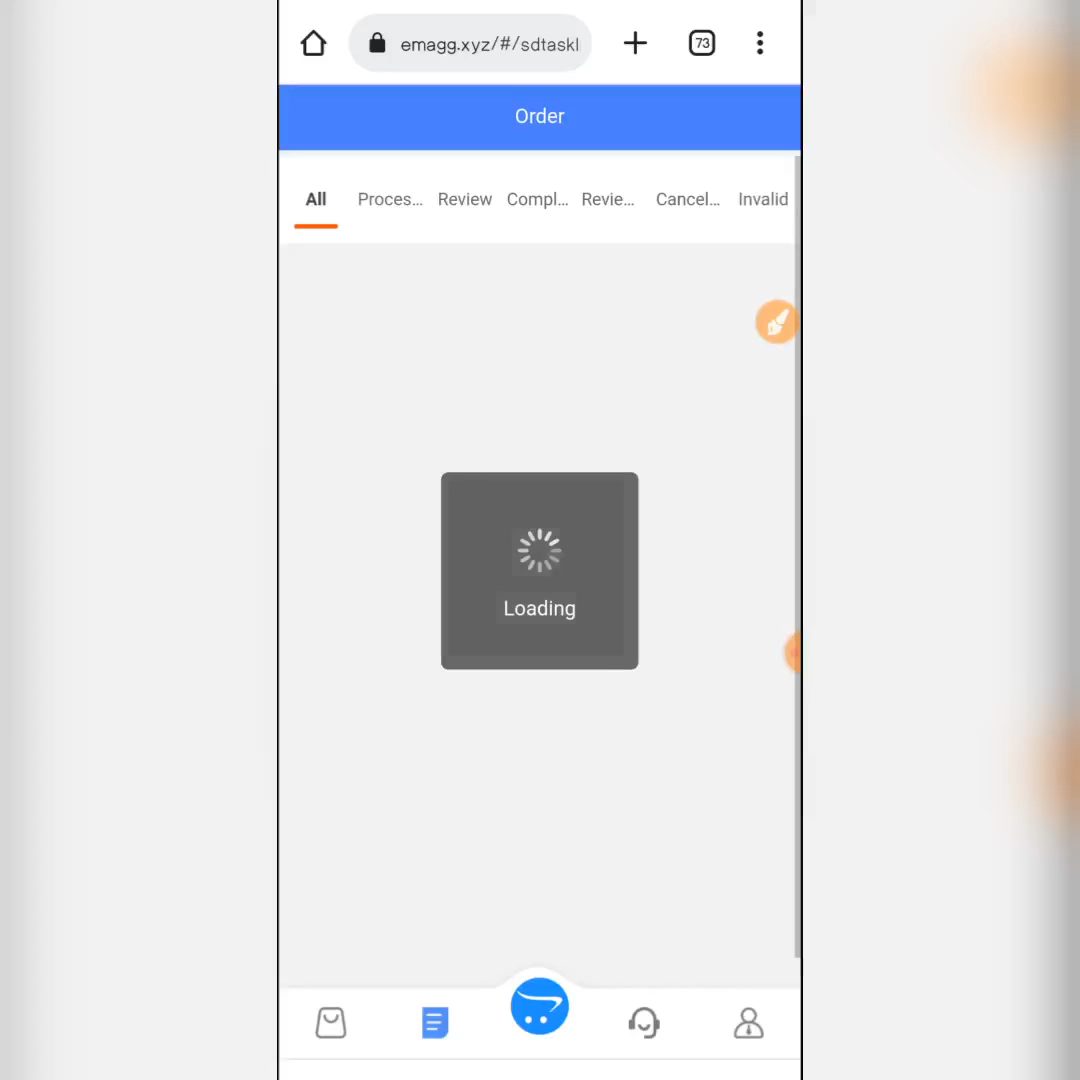 emagg.xyz/#/sdtaskl
73
Order
All Proces... Review Compl... Revie... Cancel... Invalid
Loading